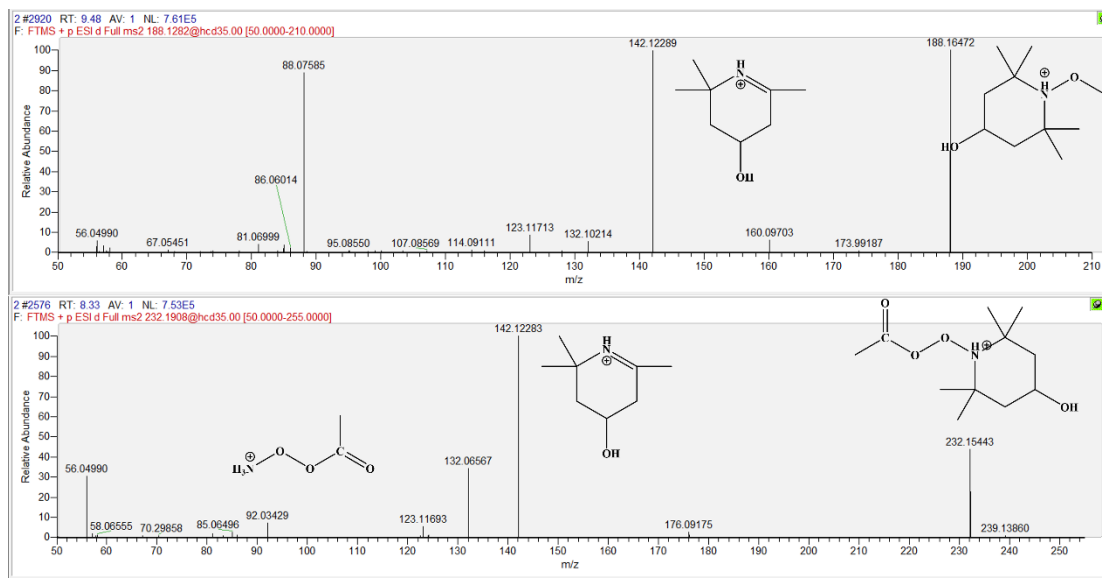 2 #2920 RT: 9.48 AV: 1 NL: 7.61E5
F: FTMS + p ESI d Full ms2 188.1282@hcd35.00 [50.0000-210.0000]
Relative Abundance
100
90
80
70
60
50
40
30
20
10
0
56.04990
67.05451
81.06999
86.06014
88.07585
95.08550
107.08569
114.09111
123.11713
132.10214
142.12289
160.09703
173.99187
188.16472
H
N
OH
H
N
O
HO
50 60 70 80 90 100 110 120 130 140 150 160 170 180 190 200 210
m/z
2 #2576 RT: 8.33 AV: 1 NL: 7.53E5
F: FTMS + p ESI d Full ms2 232.1908@hcd35.00 [50.0000-255.0000]
Relative Abundance
100
90
80
70
60
50
40
30
20
10
0
56.04990
58.06555
70.29858
85.06496
92.03429
123.11693
132.06567
142.12283
176.09175
232.15443
239.13860
H3N
O
O
C
O
H
N
OH
O
C
O
O
H
N
OH
50 60 70 80 90 100 110 120 130 140 150 160 170 180 190 200 210 220 230 240 250
m/z